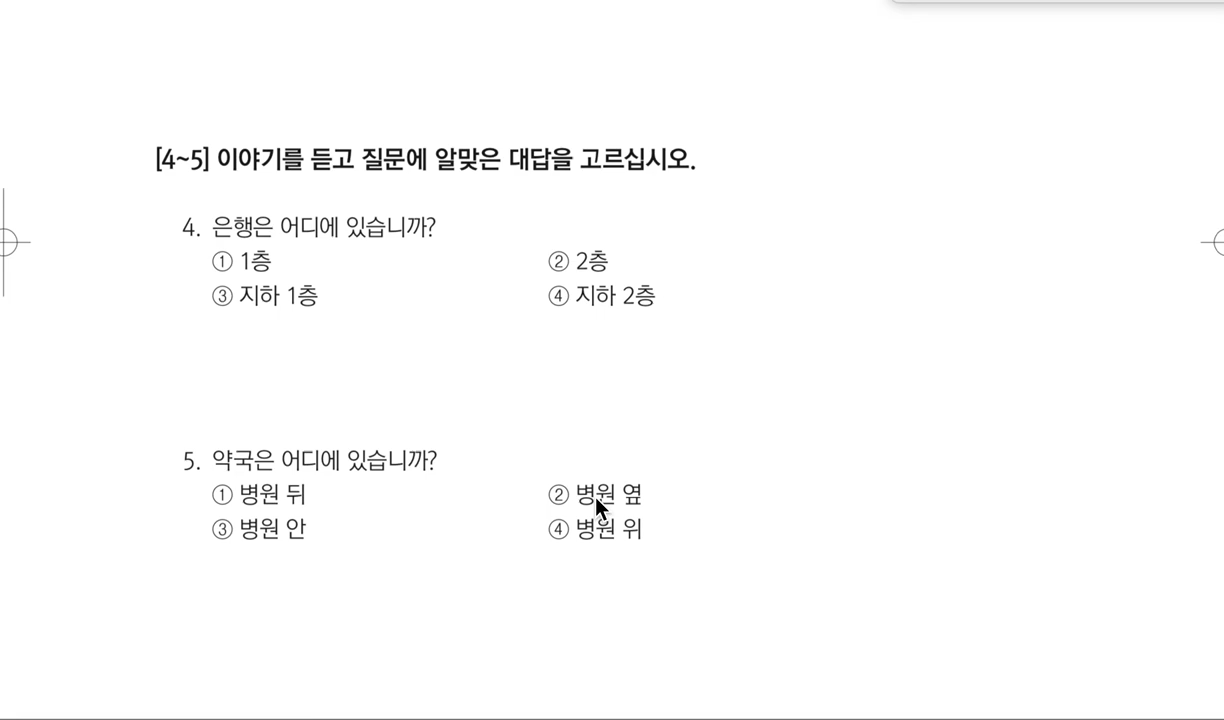 [4~5] 이야기를 듣고 질문에 알맞은 대답을 고르십시오.
4. 은행은 어디에 있습니까?
① 1층 ② 2층
③ 지하 1층 ④ 지하 2층
5. 약국은 어디에 있습니까?
① 병원 뒤 ② 병원 옆
③ 병원 안 ④ 병원 위